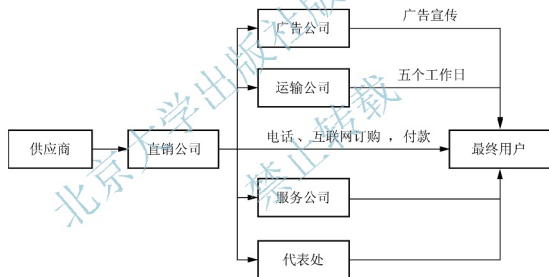 广告公司
广告宣传
运输公司
五个工作日
供应商
直销公司
电话、互联网订购，付款
最终用户
服务公司
代表处
北京大学出版社版
禁止转载